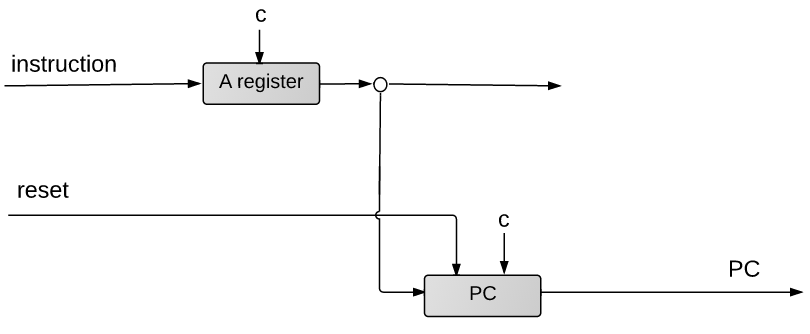 c
instruction
A register
reset
c
PC
PC